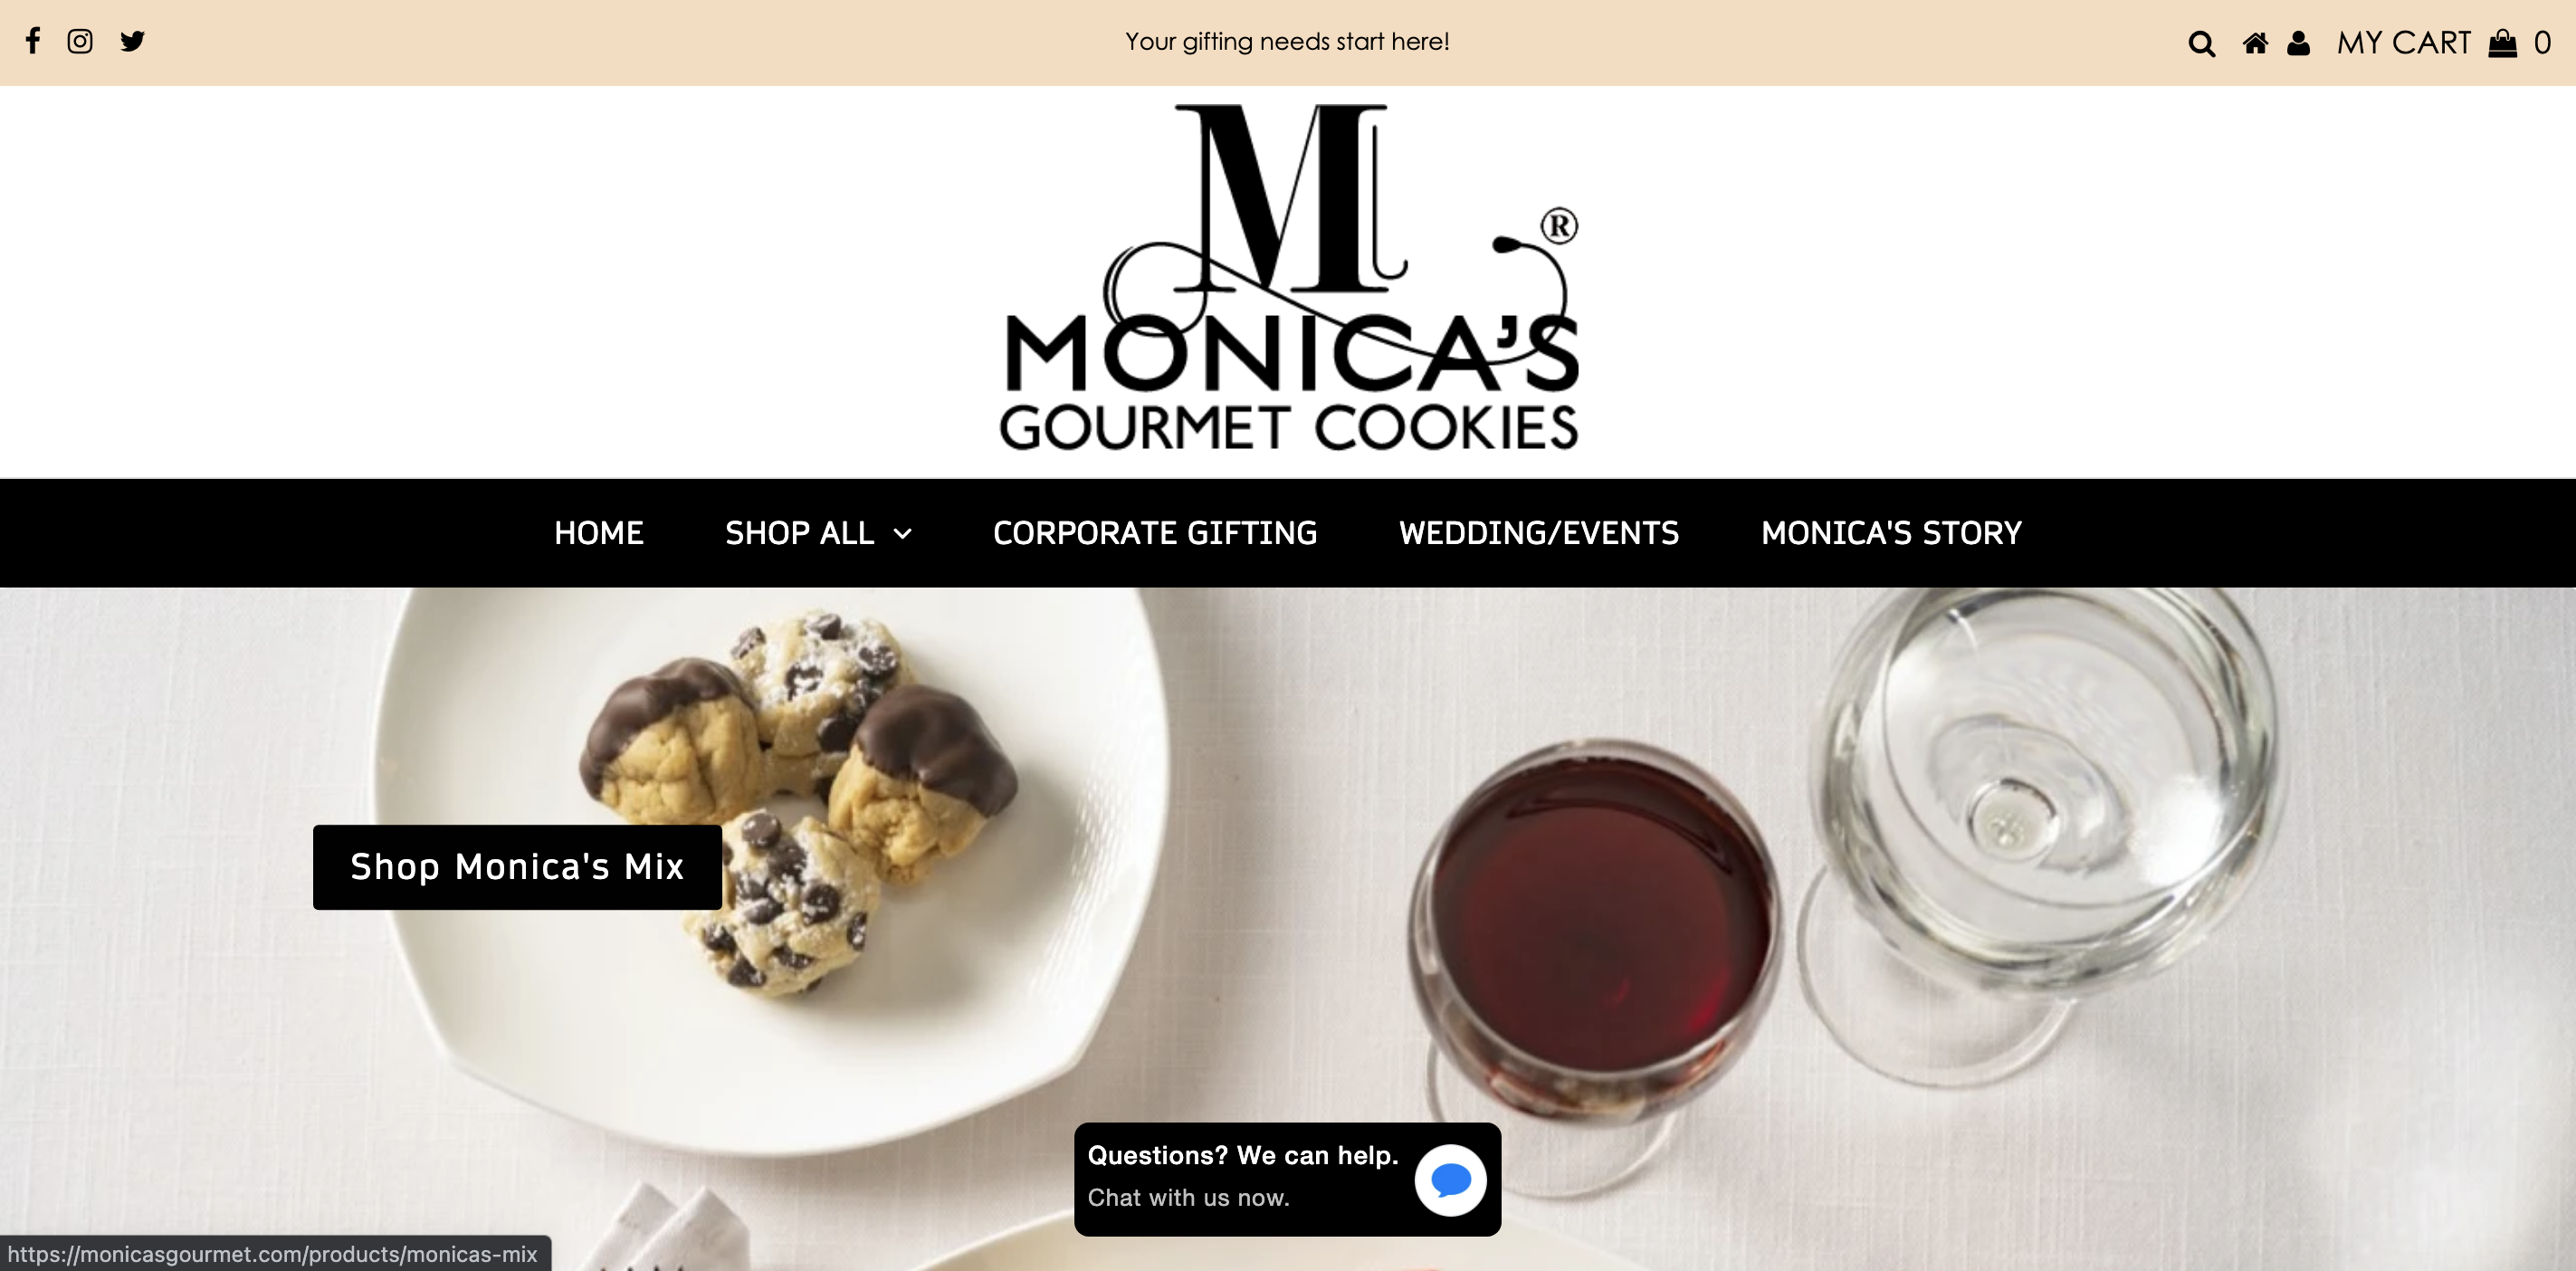 Your gifting needs start here!
MY CART 0
M
®
MONICA'S
GOURMET COOKIES
HOME SHOP ALL CORPORATE GIFTING WEDDING/EVENTS MONICA'S STORY
Shop Monica's Mix
Questions? We can help.
Chat with us now.
https://monicasgourmet.com/products/monicas-mix